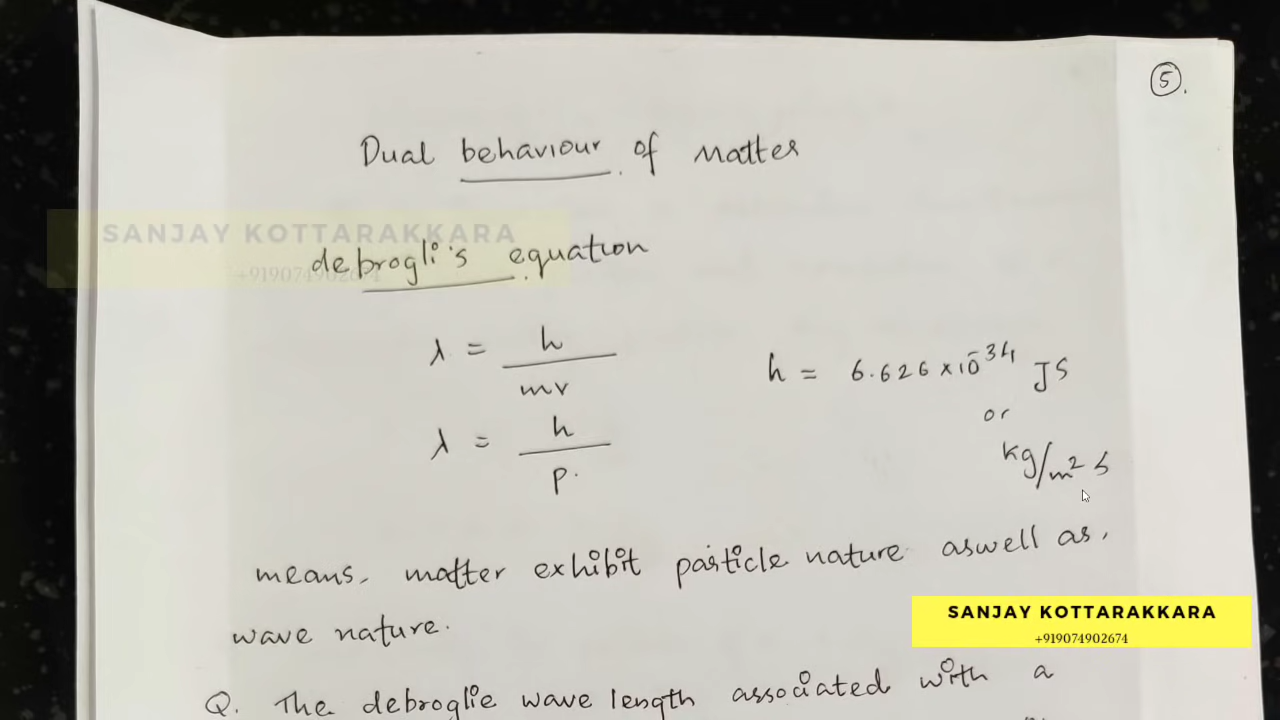 5.
Dual behaviour of Matter
SANJAY KOTTARAKKARA
+919074902674
debrogli's equation
λ = h / mv
h = 6.626 × 10⁻³⁴ JS
or
kg/m² s
λ = h / p.
means, matter exhibit particle nature aswell as,
wave nature.
SANJAY KOTTARAKKARA
+919074902674
Q. The debroglie wave length associated with a